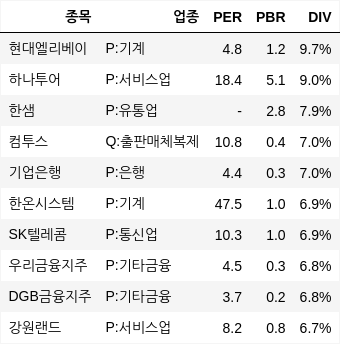 종목 업종 PER PBR DIV
현대엘리베이 P:기계 4.8 1.2 9.7%
하나투어 P:서비스업 18.4 5.1 9.0%
한샘 P:유통업 - 2.8 7.9%
컴투스 Q:출판매체복제 10.8 0.4 7.0%
기업은행 P:은행 4.4 0.3 7.0%
한온시스템 P:기계 47.5 1.0 6.9%
SK텔레콤 P:통신업 10.3 1.0 6.9%
우리금융지주 P:기타금융 4.5 0.3 6.8%
DGB금융지주 P:기타금융 3.7 0.2 6.8%
강원랜드 P:서비스업 8.2 0.8 6.7%